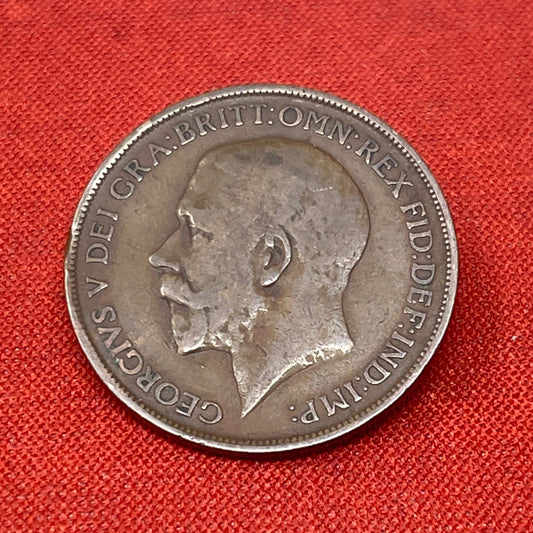 GEORGIVS V DEI GRA:BRITT:OMN:REX FID:DEF:IND:IMP: